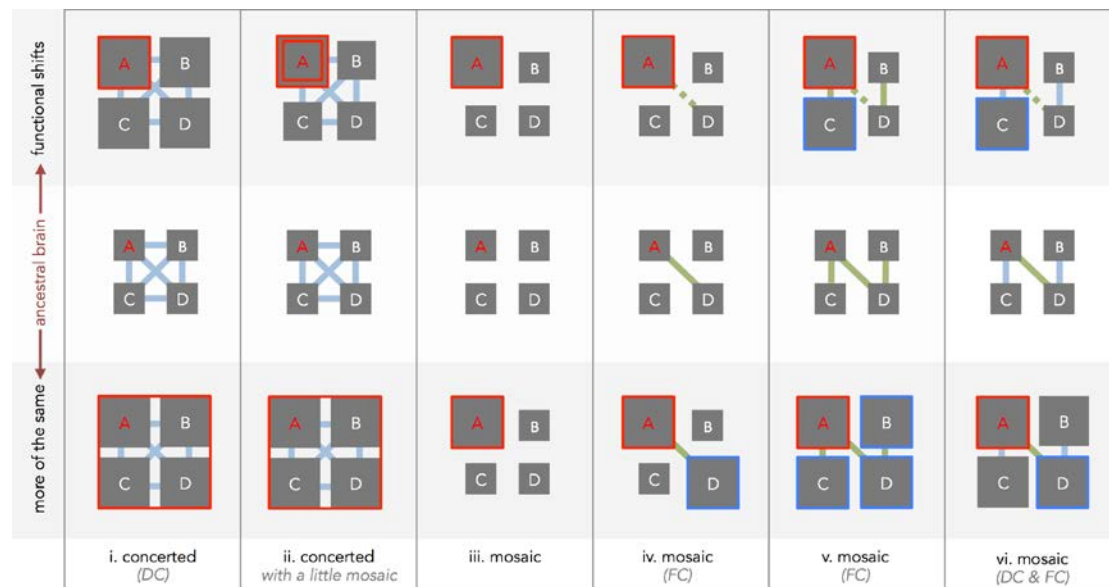 functional shifts
ancestral brain
more of the same
A B A B A B A B A B A B
C D C D C D C D C D C D
A B A B A B A B A B A B
C D C D C D C D C D C D
A B A B A B A B A B A B
C D C D C D C D C D C D
i. concerted
(DC)
ii. concerted
with a little mosaic
iii. mosaic
iv. mosaic
(FC)
v. mosaic
(FC)
vi. mosaic
(DC & FC)